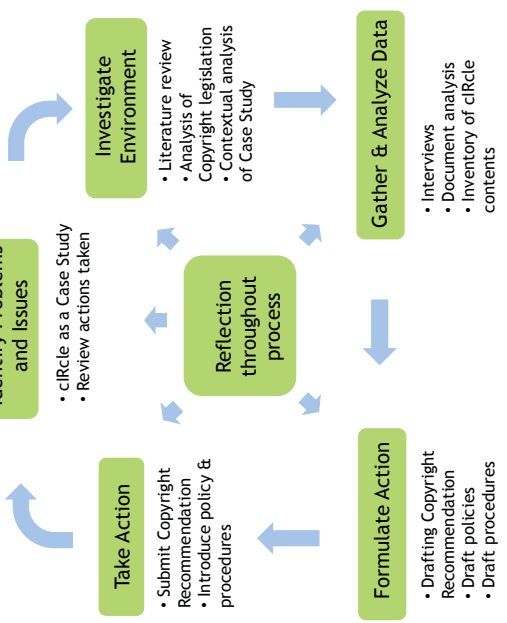 Problems
and Issues
• cIRcle as a Case Study
• Review actions taken
Investigate
Environment
• Literature review
• Analysis of
Copyright legislation
• Contextual analysis
of Case Study
Gather & Analyze Data
• Interviews
• Document analysis
• Inventory of cIRcle
contents
Formulate Action
• Drafting Copyright
Recommendation
• Draft policies
• Draft procedures
Take Action
• Submit Copyright
Recommendation
• Introduce policy &
procedures
Reflection
throughout
process